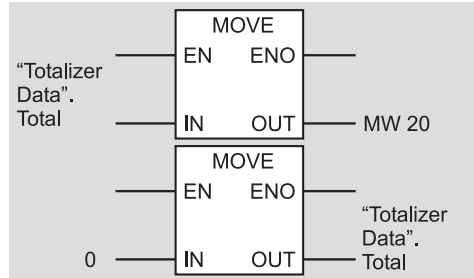 MOVE
EN ENO
“Totalizer
Data”.
Total
IN OUT MW 20
MOVE
EN ENO
“Totalizer
Data”.
0 IN OUT Total